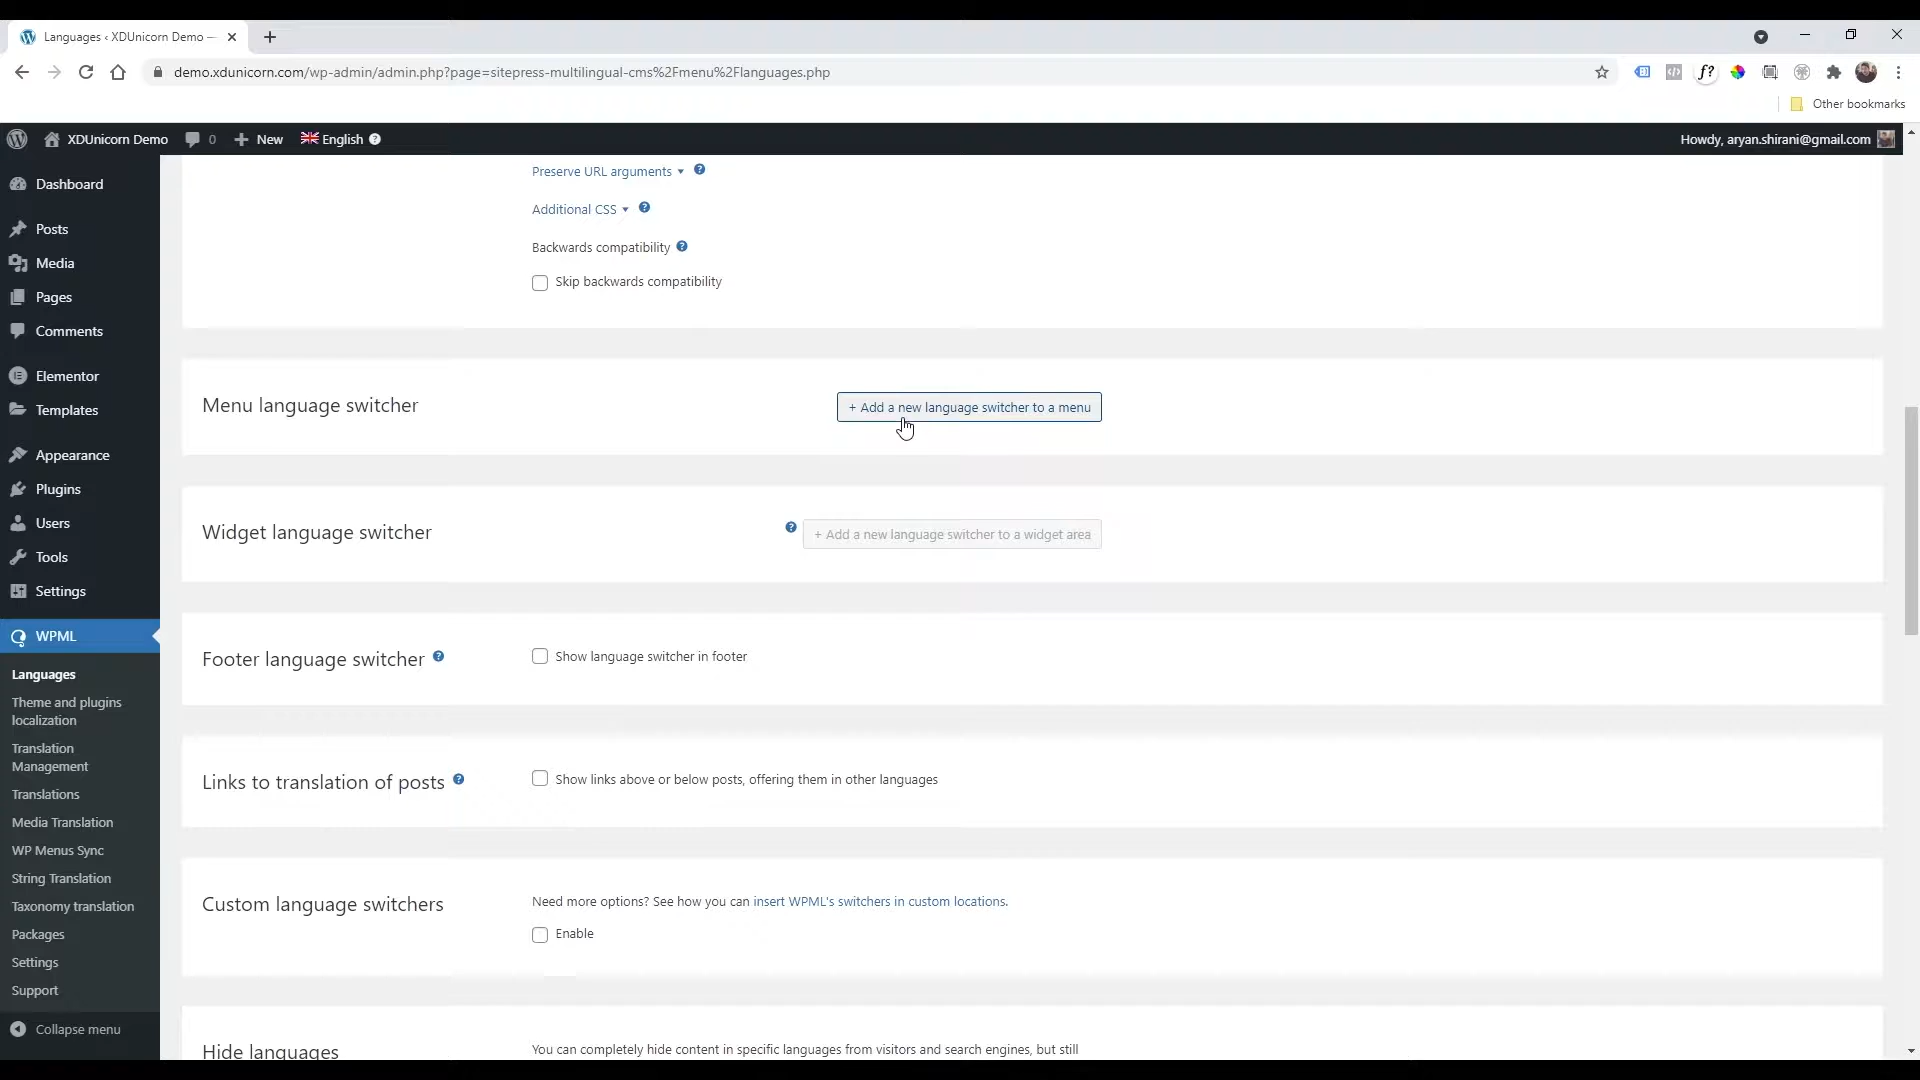 Languages ‹ XDUnicorn Demo —
demo.xdunicorn.com/wp-admin/admin.php?page=sitepress-multilingual-cms%2Fmenu%2Flanguages.php
f?
Other bookmarks
XDUnicorn Demo
0
New
English
Howdy, aryan.shirani@gmail.com
Dashboard
Posts
Media
Pages
Comments
Elementor
Templates
Appearance
Plugins
Users
Tools
Settings
WPML
Languages
Theme and plugins
localization
Translation
Management
Translations
Media Translation
WP Menus Sync
String Translation
Taxonomy translation
Packages
Settings
Support
Collapse menu
Preserve URL arguments
Additional CSS
Backwards compatibility
Skip backwards compatibility
Menu language switcher
+ Add a new language switcher to a menu
Widget language switcher
+ Add a new language switcher to a widget area
Footer language switcher
Show language switcher in footer
Links to translation of posts
Show links above or below posts, offering them in other languages
Custom language switchers
Need more options? See how you can insert WPML's switchers in custom locations.
Enable
Hide languages
You can completely hide content in specific languages from visitors and search engines, but still